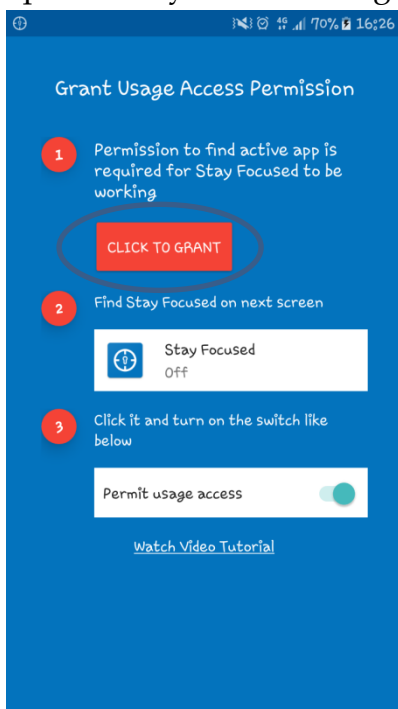 4G 70% 16:26
Grant Usage Access Permission
1
Permission to find active app is
required for Stay Focused to be
working
CLICK TO GRANT
2
Find Stay Focused on next screen
Stay Focused
Off
3
Click it and turn on the switch like
below
Permit usage access
Watch Video Tutorial